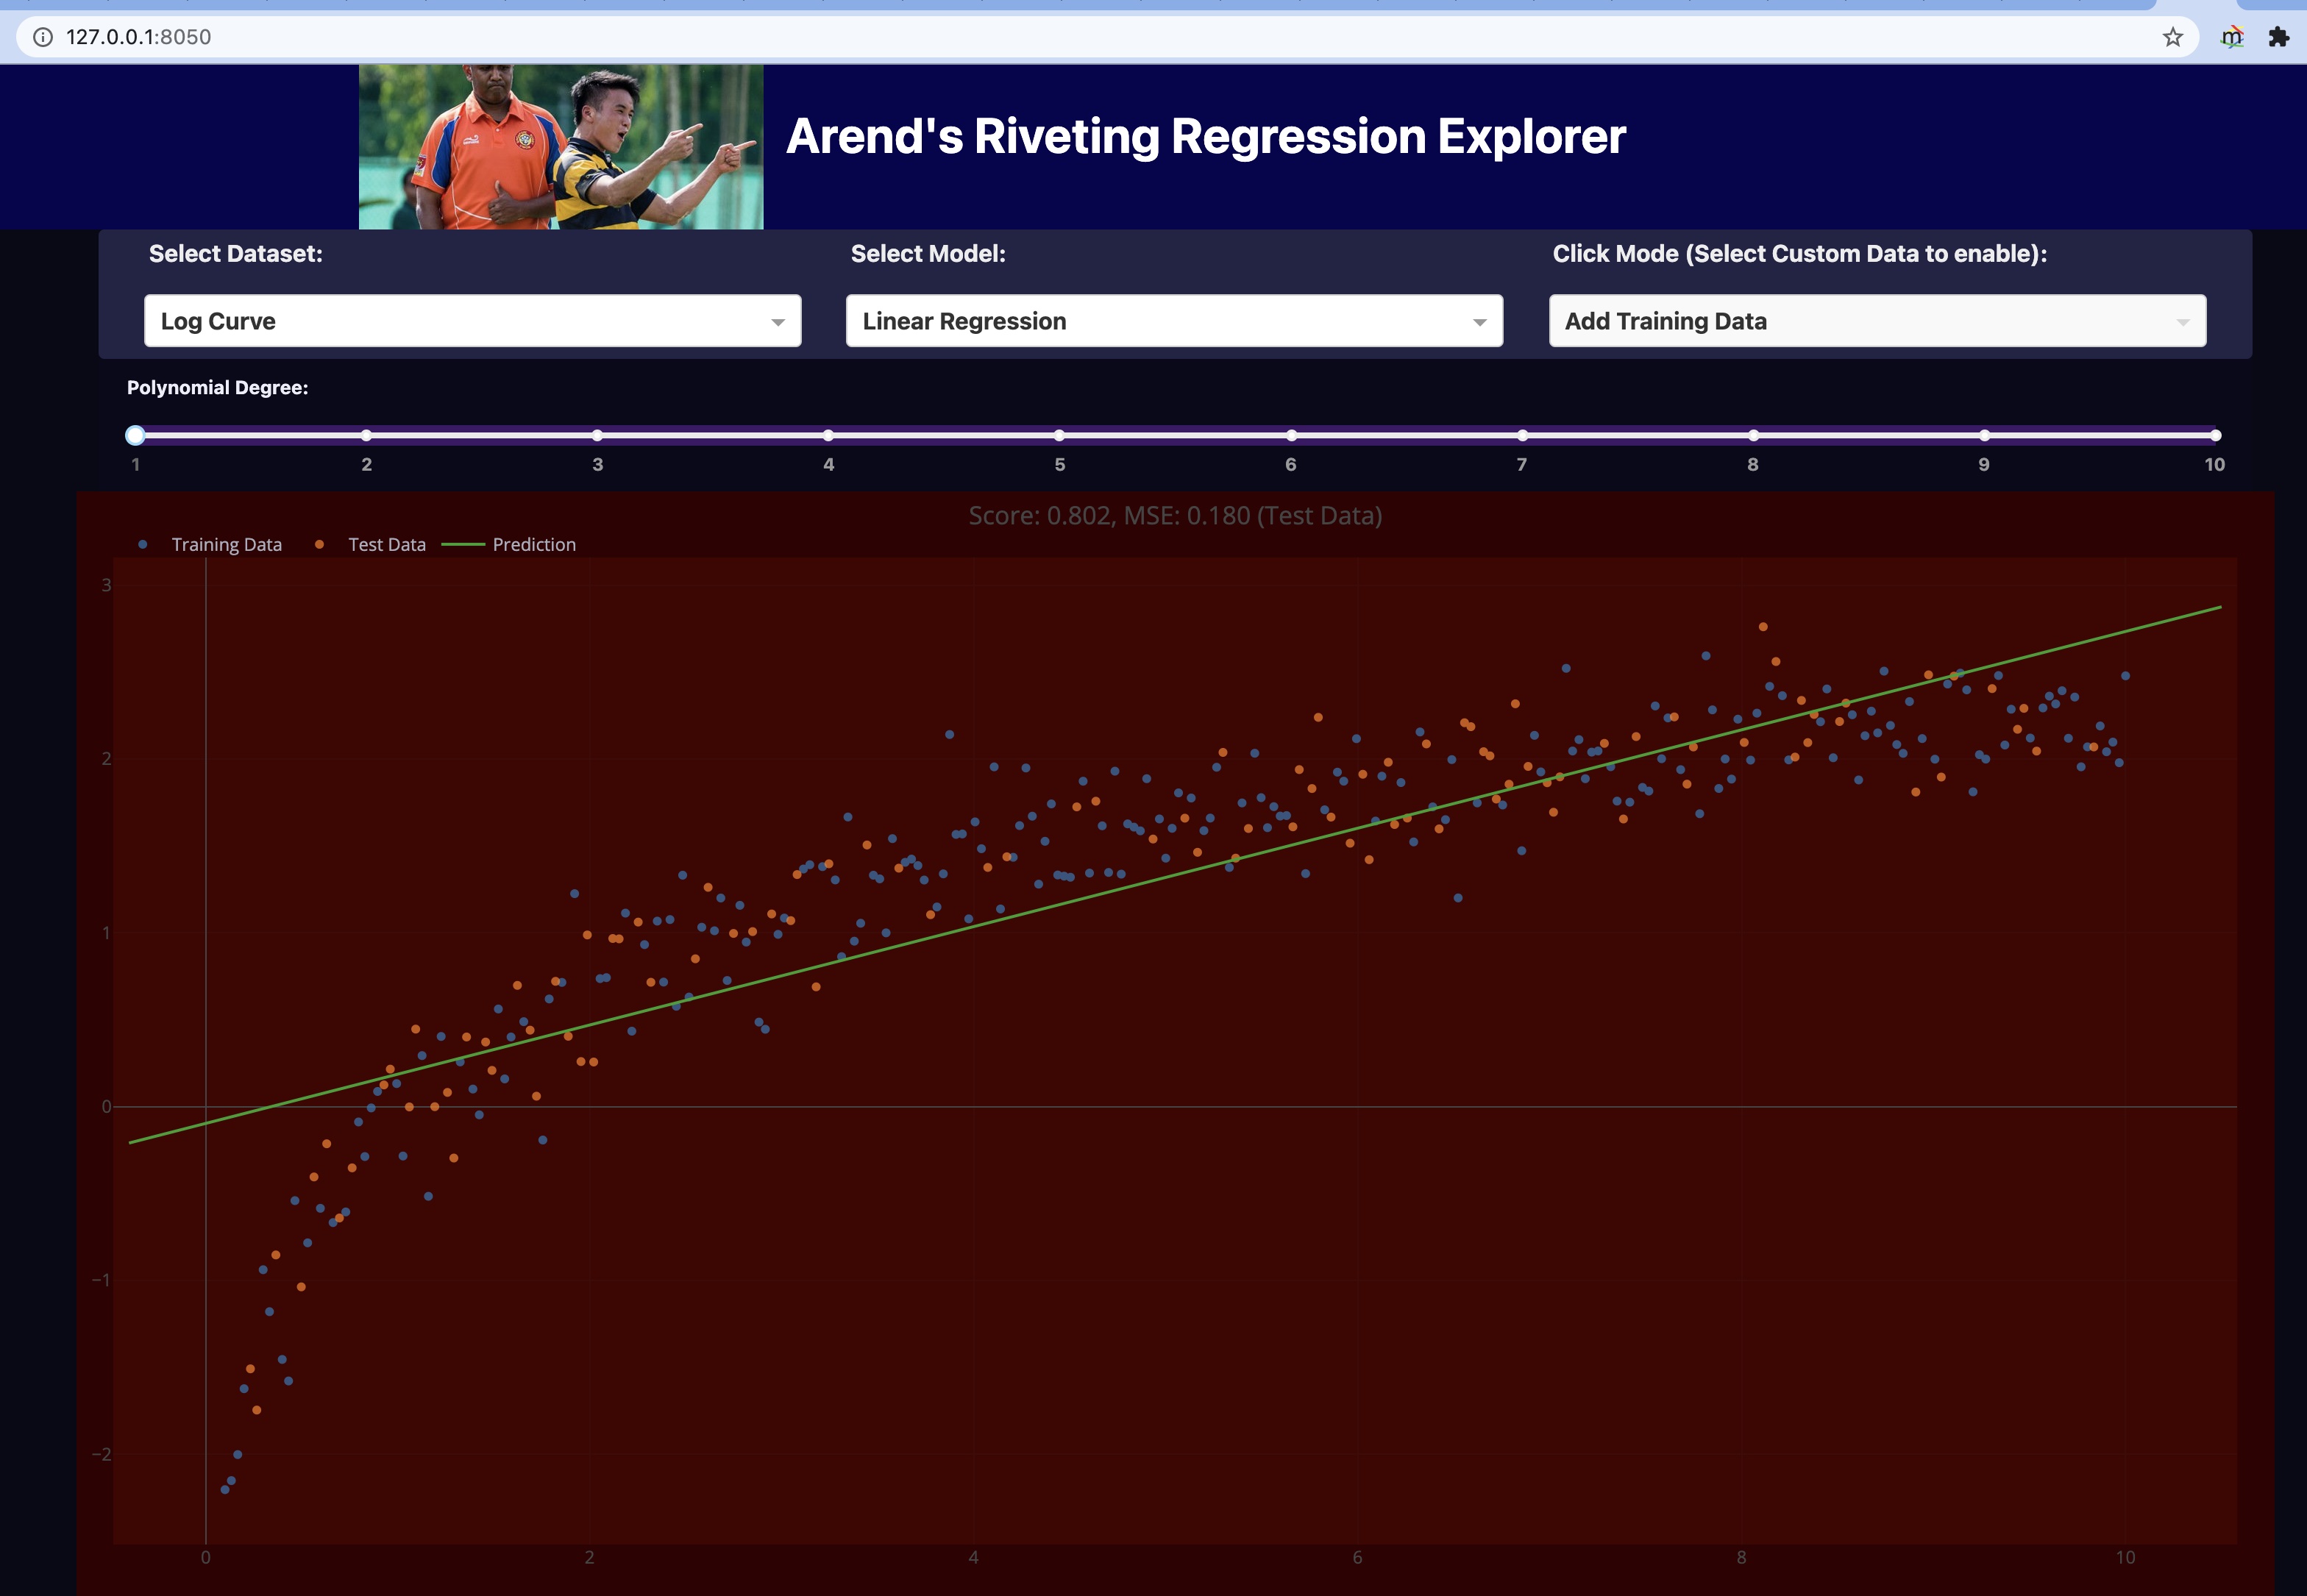 127.0.0.1:8050
m
Arend's Riveting Regression Explorer
Select Dataset:
Select Model:
Click Mode (Select Custom Data to enable):
Log Curve
Linear Regression
Add Training Data
Polynomial Degree:
1 2 3 4 5 6 7 8 9 10
Score: 0.802, MSE: 0.180 (Test Data)
Training Data
Test Data
Prediction
3
2
1
0
−1
−2
0 2 4 6 8 10